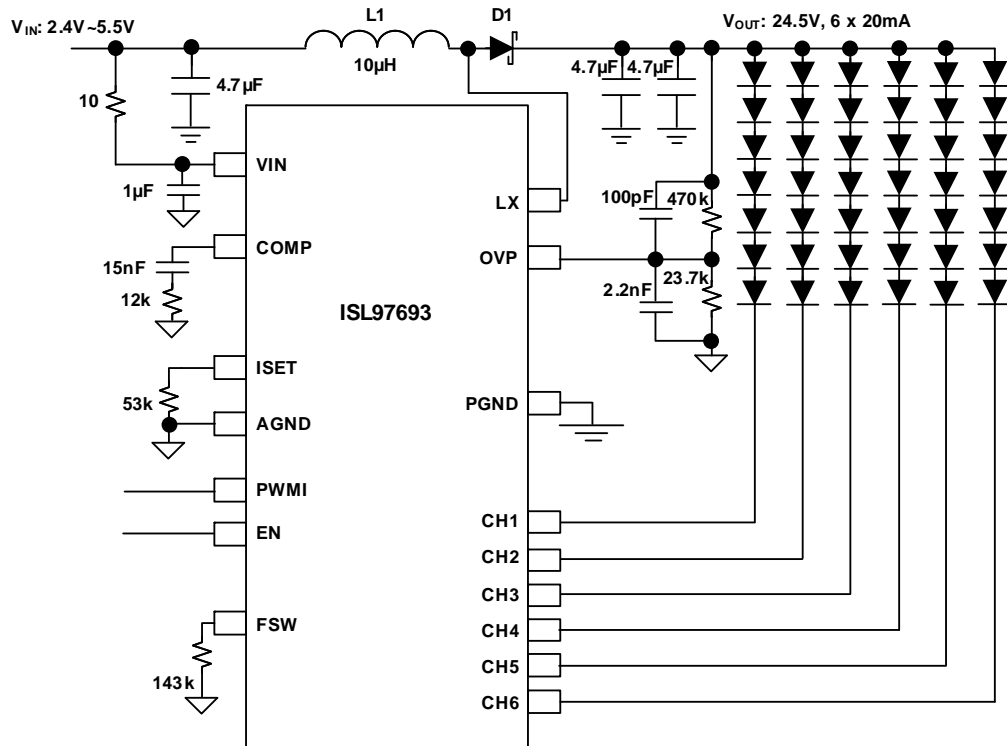 VIN: 2.4V~5.5V
L1
D1
VOUT: 24.5V, 6 x 20mA
10µH
4.7µF
4.7µF
4.7µF
10
VIN
1µF
LX
100pF
470k
COMP
OVP
15nF
12k
2.2nF
23.7k
ISL97693
ISET
53k
PGND
AGND
PWMI
CH1
EN
CH2
CH3
FSW
CH4
CH5
143k
CH6